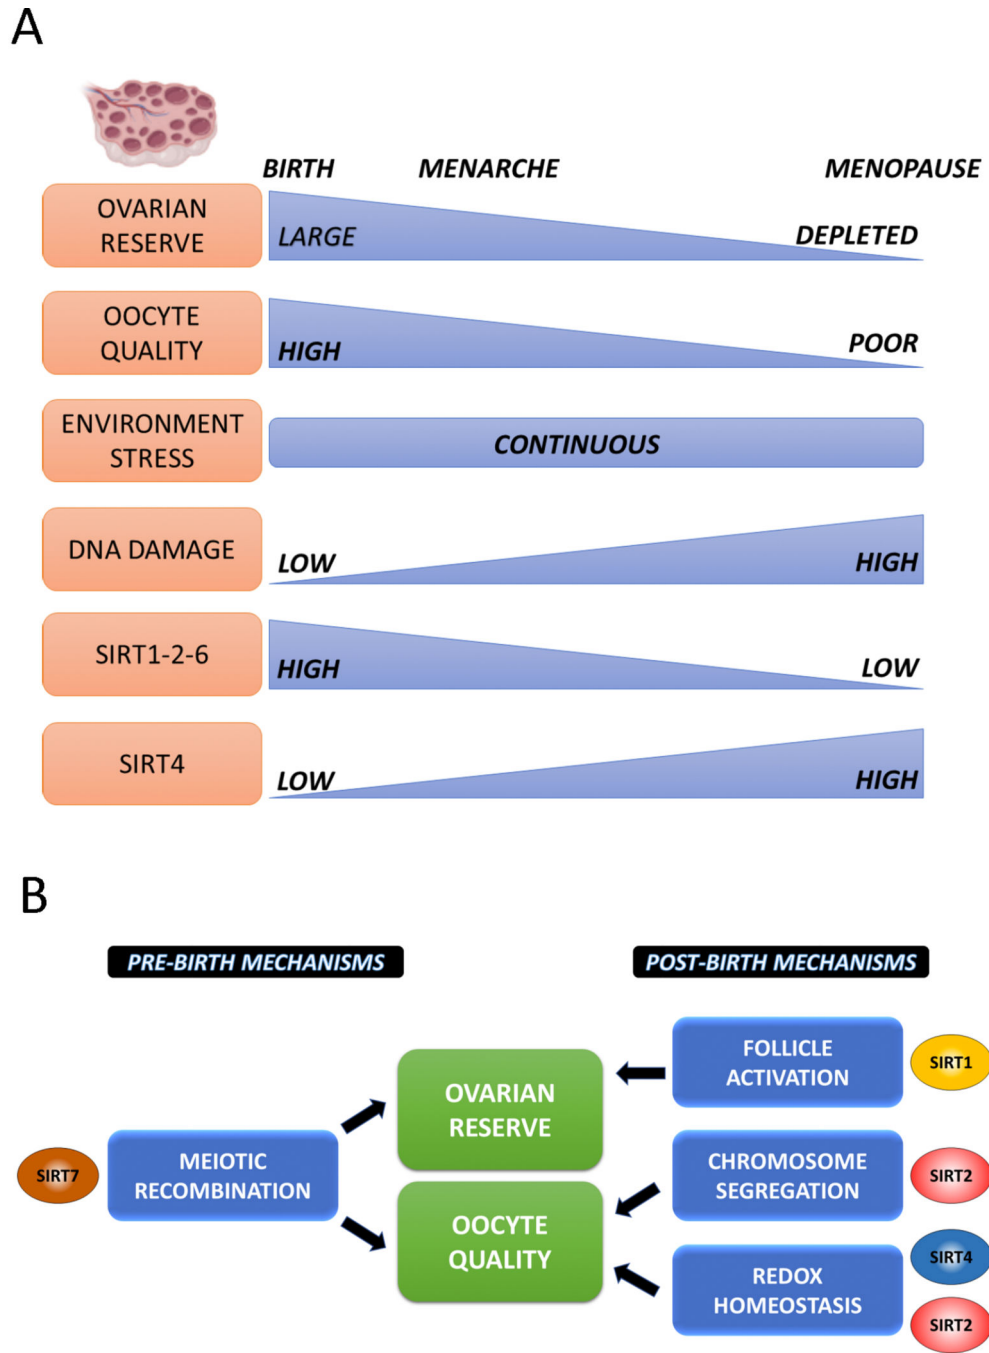 A
BIRTH MENARCHE MENOPAUSE
OVARIAN
RESERVE
LARGE
DEPLETED
OOCYTE
QUALITY
HIGH
POOR
ENVIRONMENT
STRESS
CONTINUOUS
DNA DAMAGE
LOW
HIGH
SIRT1-2-6
HIGH
LOW
SIRT4
LOW
HIGH
B
PRE-BIRTH MECHANISMS
POST-BIRTH MECHANISMS
SIRT7
MEIOTIC
RECOMBINATION
OVARIAN
RESERVE
OOCYTE
QUALITY
FOLLICLE
ACTIVATION
SIRT1
CHROMOSOME
SEGREGATION
SIRT2
REDOX
HOMEOSTASIS
SIRT4
SIRT2